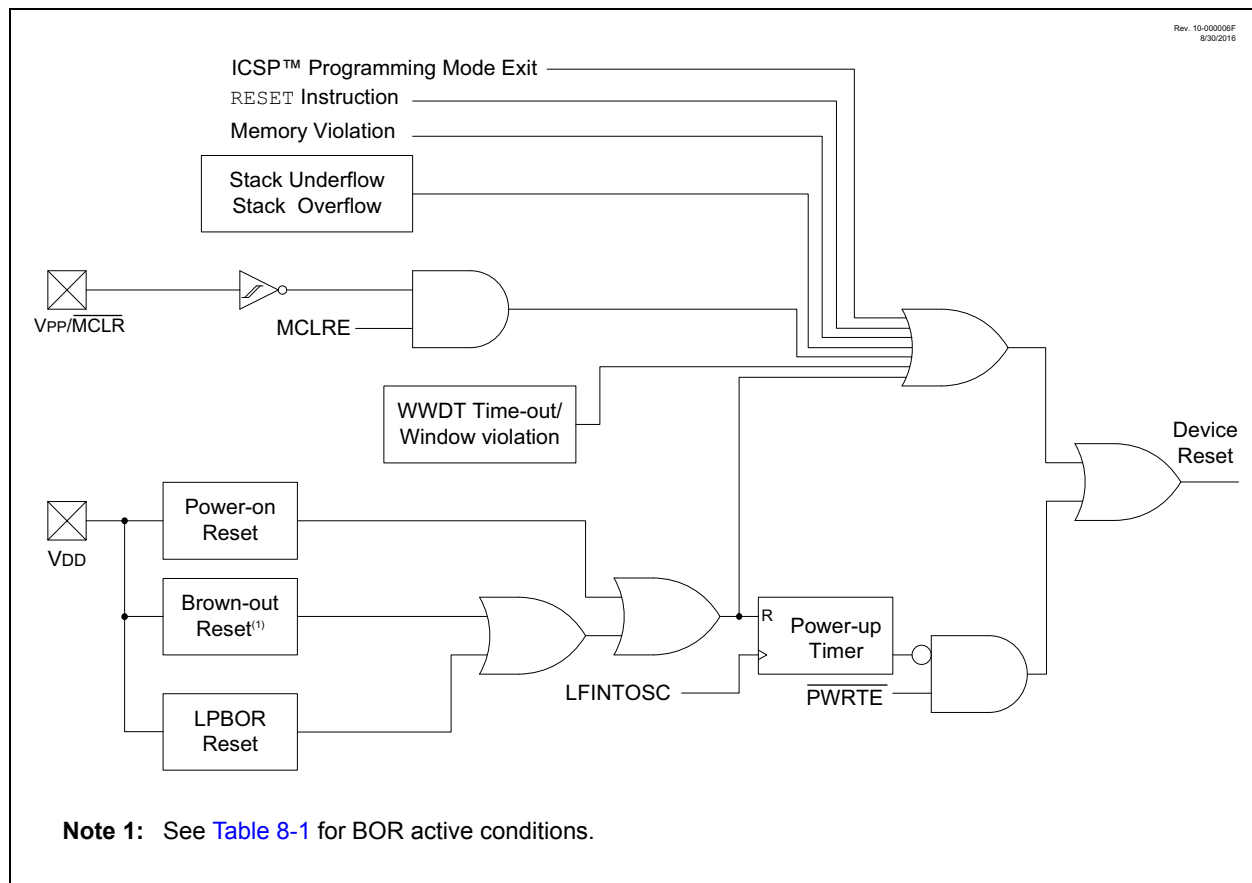 Rev. 10-000006F
8/30/2016
ICSP™ Programming Mode Exit
RESET Instruction
Memory Violation
Stack Underflow
Stack Overflow
VPP/MCLR
MCLRE
WWDT Time-out/
Window violation
Device
Reset
VDD
Power-on
Reset
Brown-out
Reset(1)
LPBOR
Reset
R
Power-up
Timer
LFINTOSC
PWRTE
Note 1: See Table 8-1 for BOR active conditions.